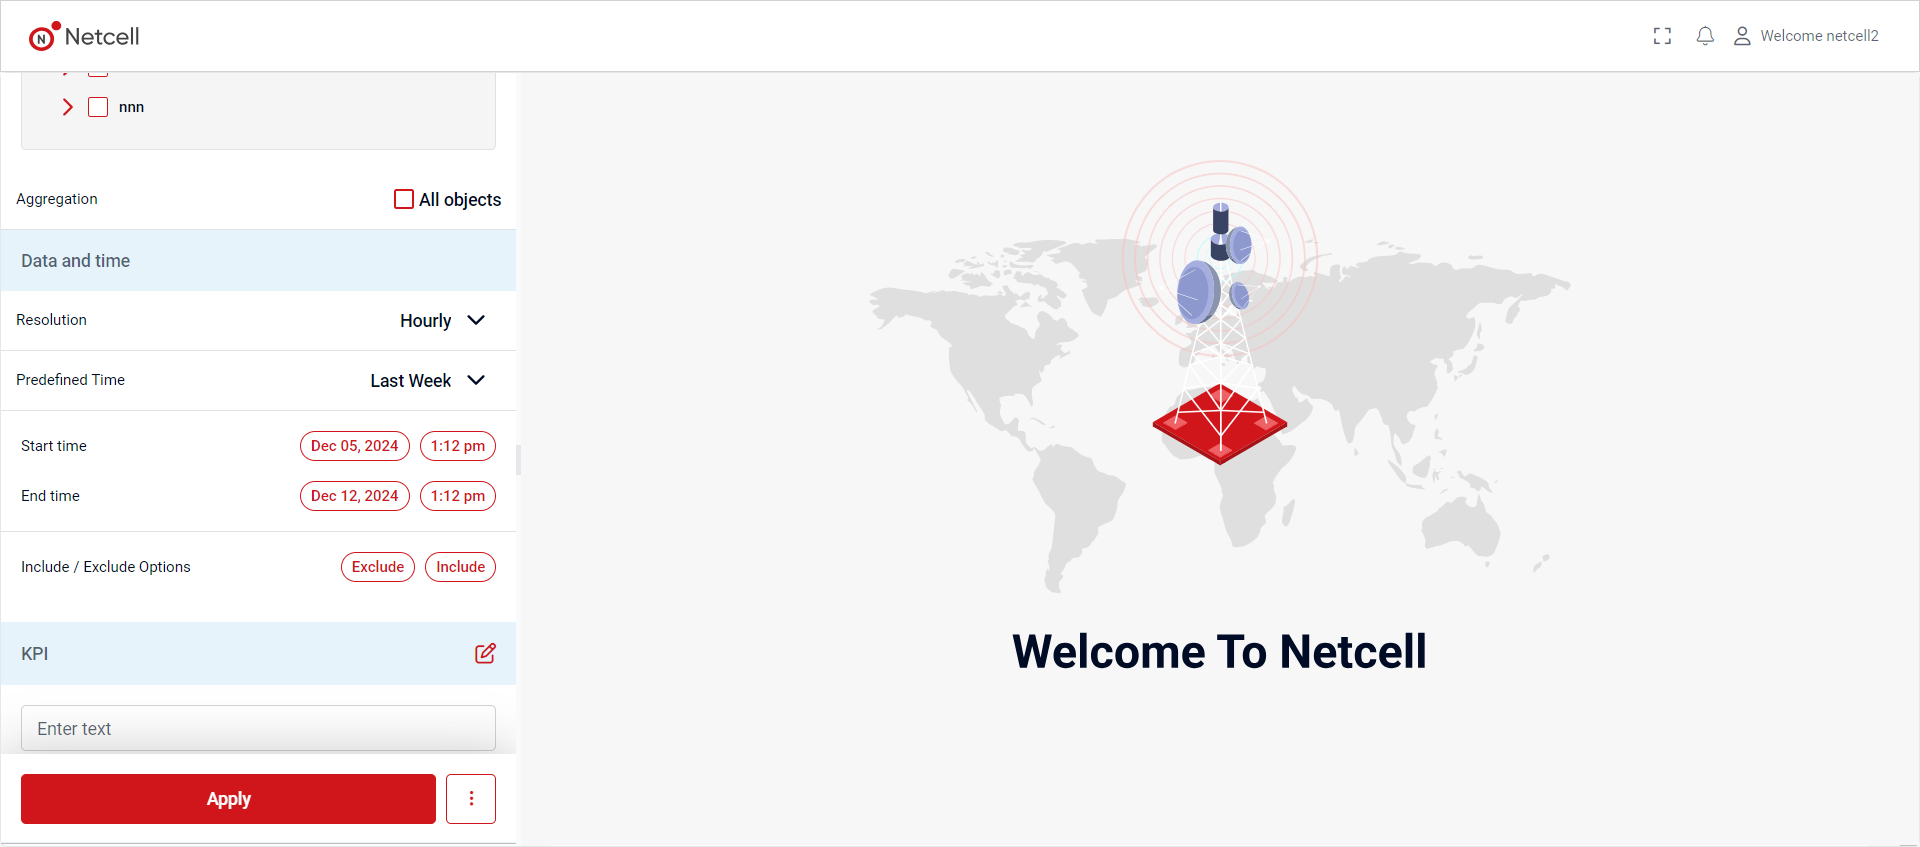 N Netcell
Welcome netcell2
nnn
Aggregation All objects
Data and time
Resolution Hourly
Predefined Time Last Week
Start time Dec 05, 2024 1:12 pm
End time Dec 12, 2024 1:12 pm
Include / Exclude Options Exclude Include
KPI
Enter text
Apply
Welcome To Netcell